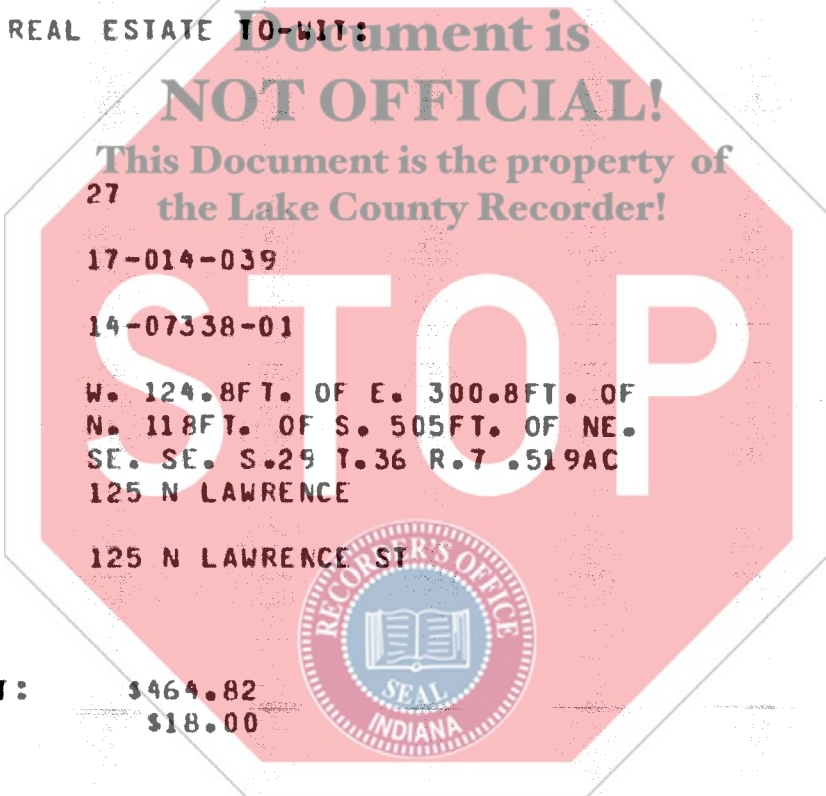 REAL ESTATE TO-WIT:
Document is
NOT OFFICIAL!
This Document is the property of
the Lake County Recorder!
27
17-014-039
14-07338-01
STOP
W. 124.8FT. OF E. 300.8FT. OF
N. 118FT. OF S. 505FT. OF NE.
SE. SE. S.29 T.36 R.7 .519AC
125 N LAWRENCE
125 N LAWRENCE ST
RECORDER'S OFFICE
SEAL
INDIANA
T: $464.82
$18.00